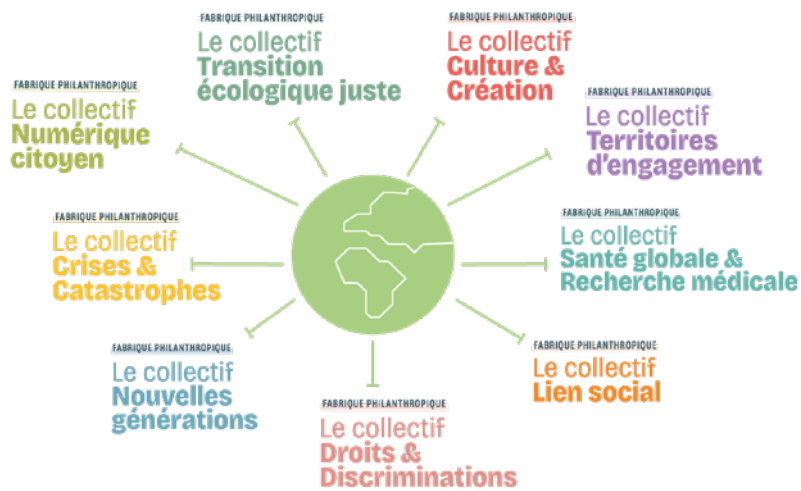 FABRIQUE PHILANTHROPIQUE
Le collectif
Transition
écologique juste
FABRIQUE PHILANTHROPIQUE
Le collectif
Culture &
Création
FABRIQUE PHILANTHROPIQUE
Le collectif
Numérique
citoyen
FABRIQUE PHILANTHROPIQUE
Le collectif
Territoires
d'engagement
FABRIQUE PHILANTHROPIQUE
Le collectif
Crises &
Catastrophes
FABRIQUE PHILANTHROPIQUE
Le collectif
Santé globale &
Recherche médicale
FABRIQUE PHILANTHROPIQUE
Le collectif
Nouvelles
générations
FABRIQUE PHILANTHROPIQUE
Le collectif
Lien social
FABRIQUE PHILANTHROPIQUE
Le collectif
Droits &
Discriminations